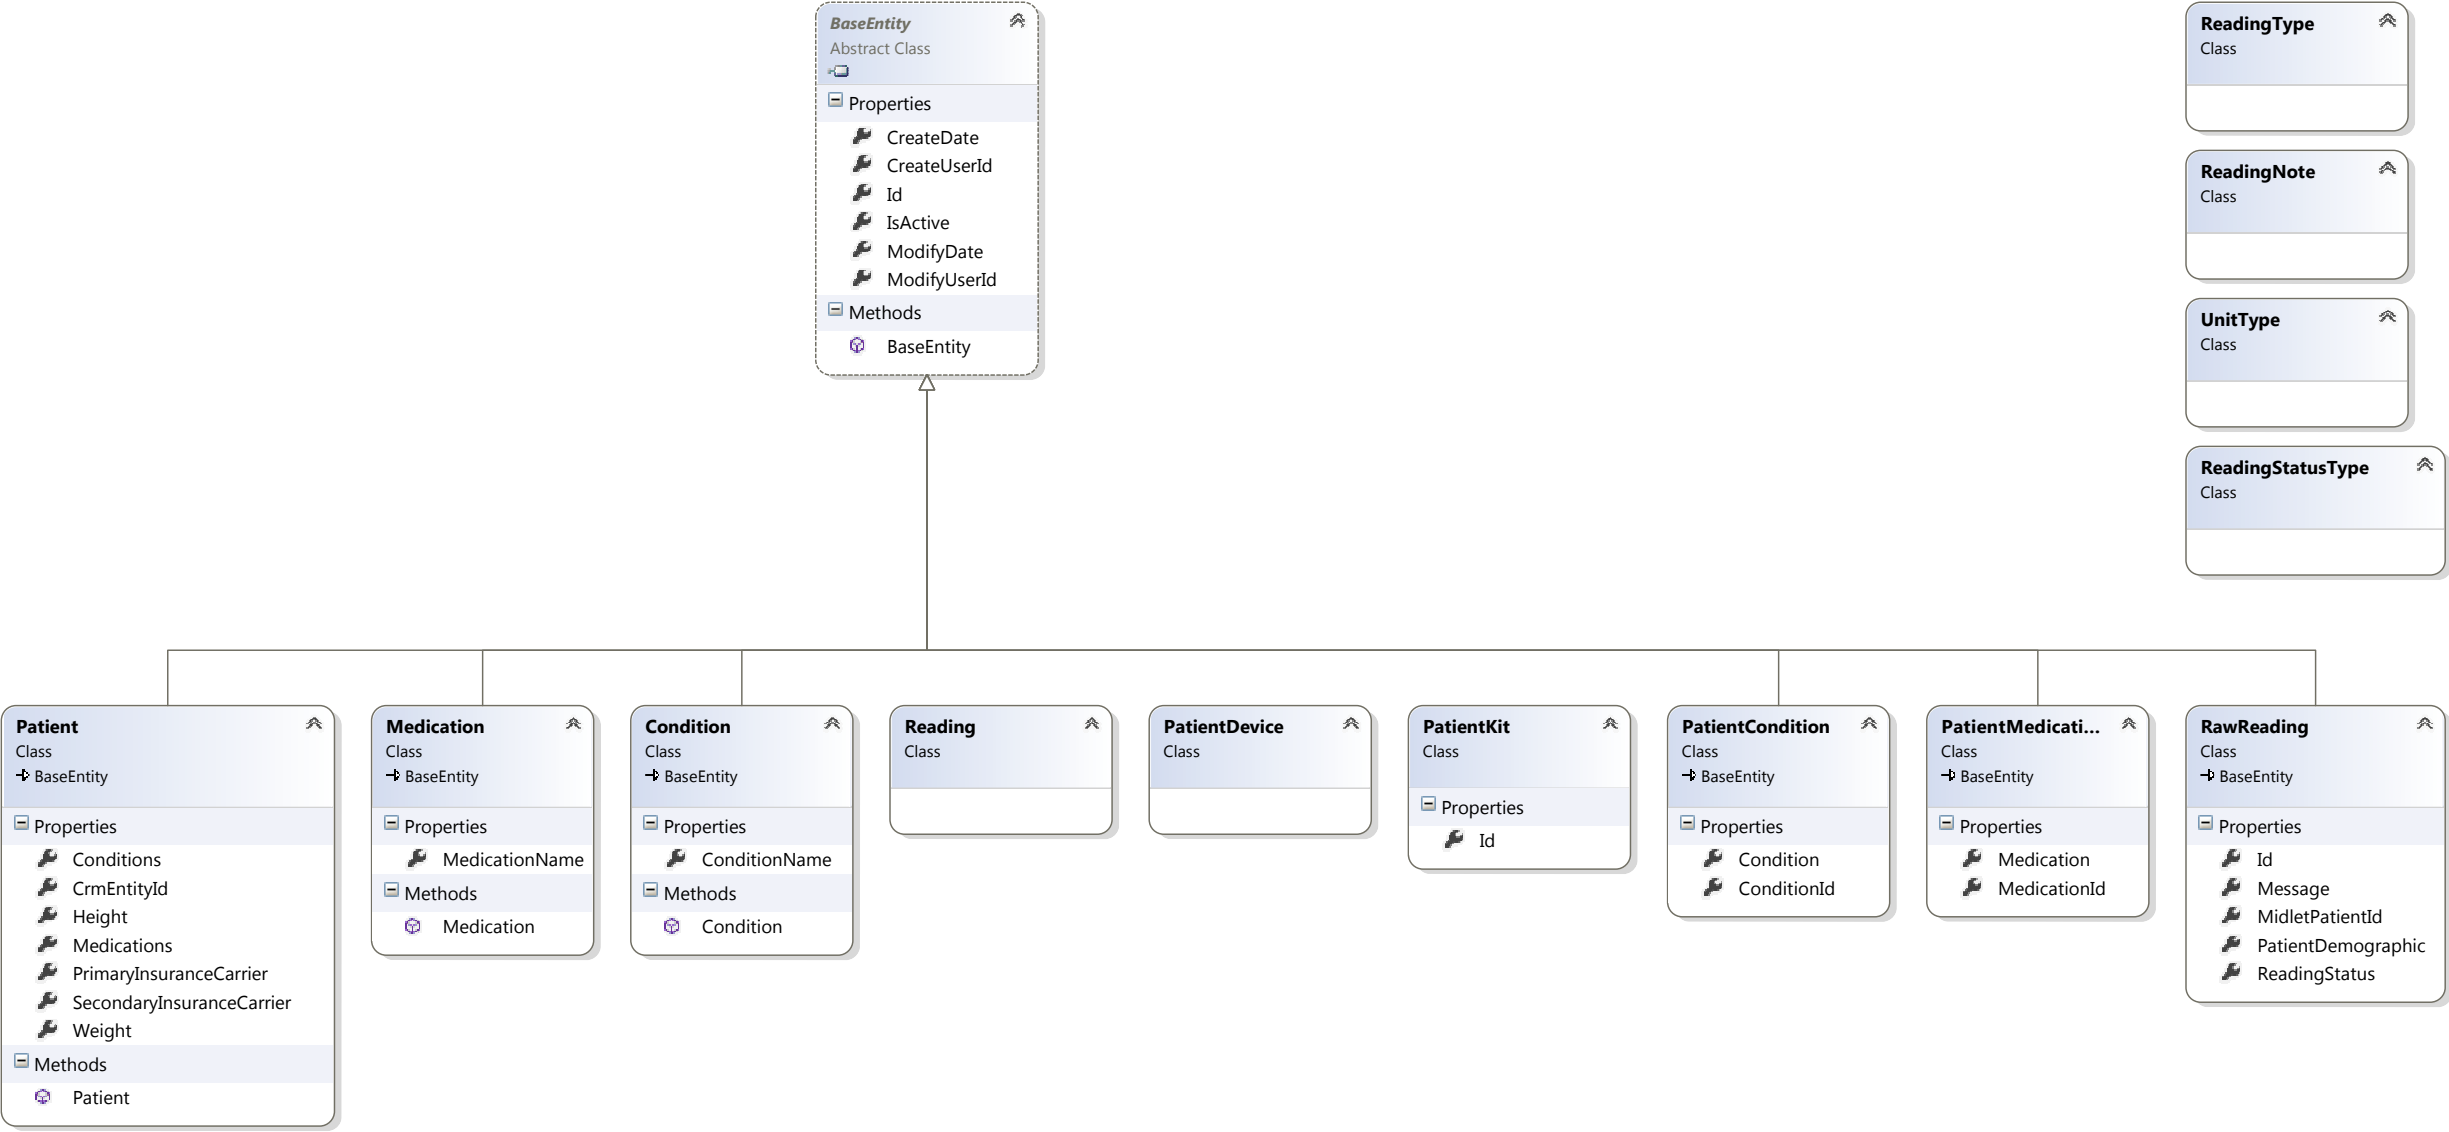 BaseEntity
Abstract Class
Properties
CreateDate
CreateUserId
Id
IsActive
ModifyDate
ModifyUserId
Methods
BaseEntity
ReadingType
Class
ReadingNote
Class
UnitType
Class
ReadingStatusType
Class
Patient
Class
BaseEntity
Properties
Conditions
CrmEntityId
Height
Medications
PrimaryInsuranceCarrier
SecondaryInsuranceCarrier
Weight
Methods
Patient
Medication
Class
BaseEntity
Properties
MedicationName
Methods
Medication
Condition
Class
BaseEntity
Properties
ConditionName
Methods
Condition
Reading
Class
PatientDevice
Class
PatientKit
Class
Properties
Id
PatientCondition
Class
BaseEntity
Properties
Condition
ConditionId
PatientMedicati...
Class
BaseEntity
Properties
Medication
MedicationId
RawReading
Class
BaseEntity
Properties
Id
Message
MidletPatientId
PatientDemographic
ReadingStatus